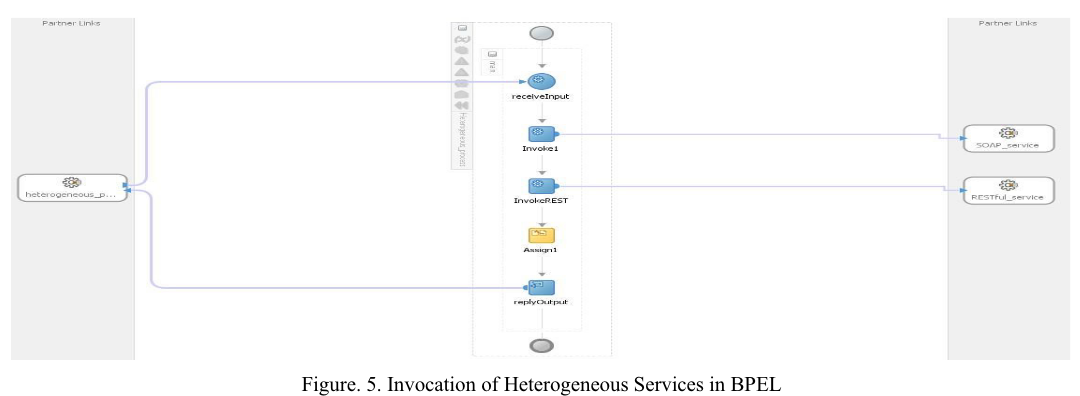 Partner Links
Partner Links
receiveInput
Invoke1
SOAP_service
heterogeneous_p...
InvokeREST
RESTful_service
Assign1
replyOutput
Figure. 5. Invocation of Heterogeneous Services in BPEL